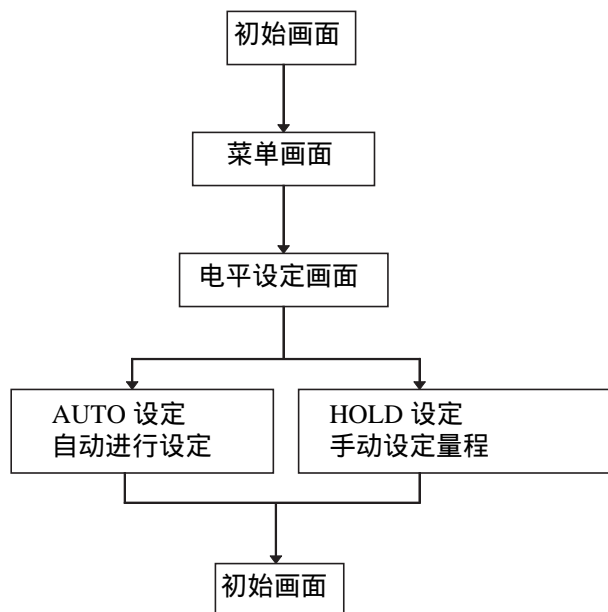 初始画面
菜单画面
电平设定画面
AUTO 设定
自动进行设定
HOLD 设定
手动设定量程
初始画面